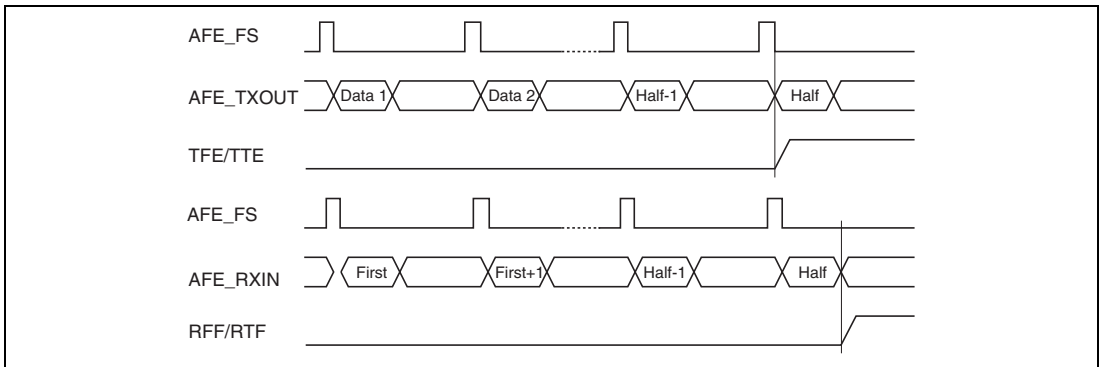 AFE_FS
AFE_TXOUT Data 1 Data 2 Half-1 Half
TFE/TTE
AFE_FS
AFE_RXIN First First+1 Half-1 Half
RFF/RTF